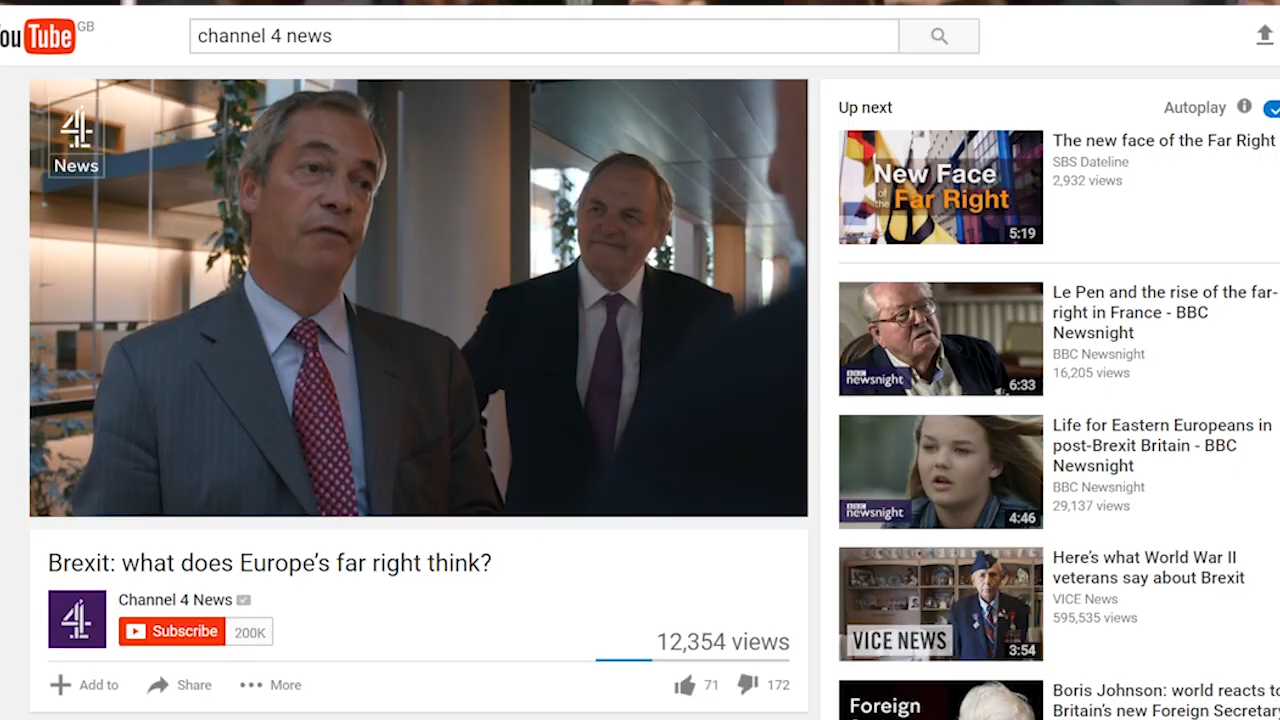 ou Tube GB
channel 4 news
4
News
Brexit: what does Europe’s far right think?
4
Channel 4 News
Subscribe 200K
12,354 views
Add to Share More
71 172
Up next Autoplay
New Face
of the Far Right
5:19
The new face of the Far Right
SBS Dateline
2,932 views
BBC
newsnight
6:33
Le Pen and the rise of the far-
right in France - BBC
Newsnight
BBC Newsnight
16,205 views
BBC
newsnight
4:46
Life for Eastern Europeans in
post-Brexit Britain - BBC
Newsnight
BBC Newsnight
29,137 views
VICE NEWS
3:54
Here’s what World War II
veterans say about Brexit
VICE News
595,535 views
Foreign
Boris Johnson: world reacts to
Britain’s new Foreign Secretary